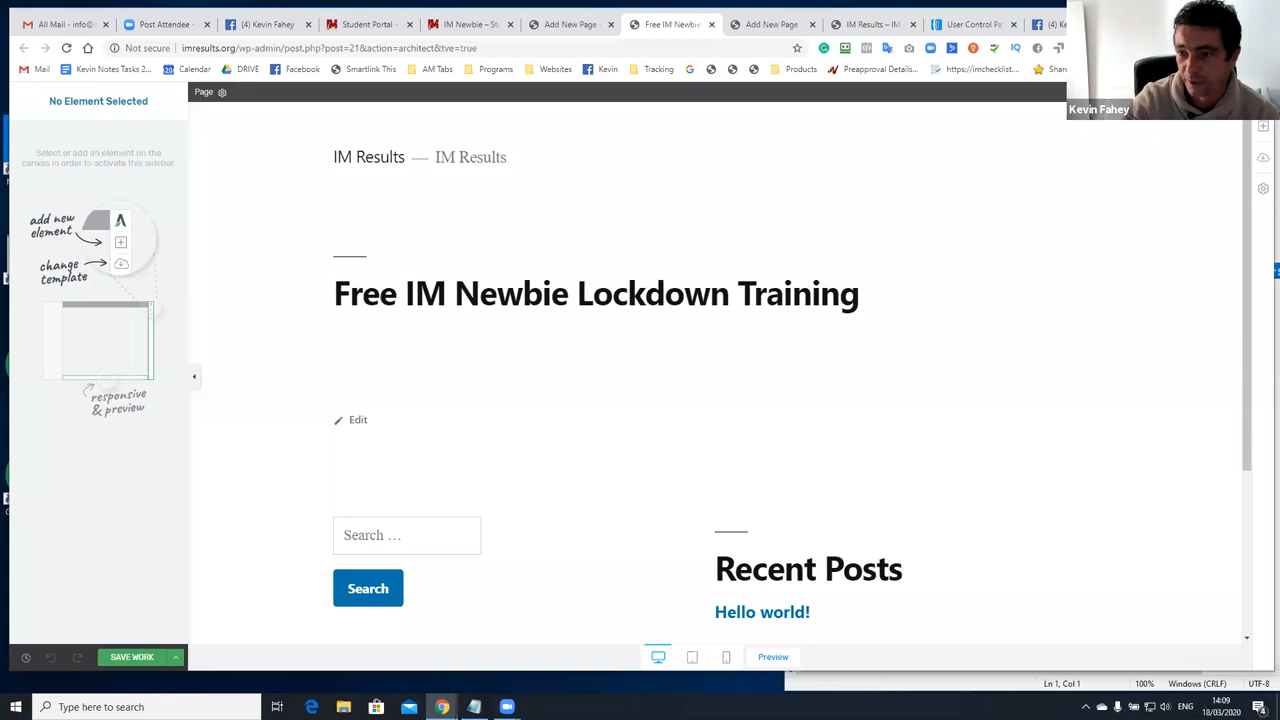 All Mail - info@
Post Attendee -
(4) Kevin Fahey
Student Portal -
IM Newbie - Stu
Add New Page
Free IM Newbie
Add New Page
IM Results - IM
User Control Pa
(4) Ke
Not secure
imresults.org/wp-admin/post.php?post=21&action=architect&tve=true
Mail
Kevin Notes Tasks 2...
Calendar
DRIVE
Facebook
Smartlink This
AM Tabs
Programs
Websites
Kevin
Tracking
Products
Preapproval Details...
https://imchecklist....
Share
Kevin Fahey
No Element Selected
Page
Select or add an element on the
canvas in order to activate this sidebar.
IM Results — IM Results
add new
element
change
template
Free IM Newbie Lockdown Training
responsive
& preview
Edit
Search …
Search
Recent Posts
Hello world!
SAVE WORK
Preview
Ln 1, Col 1
100%
Windows (CRLF)
UTF-8
Type here to search
ENG
14:09
18/03/2020